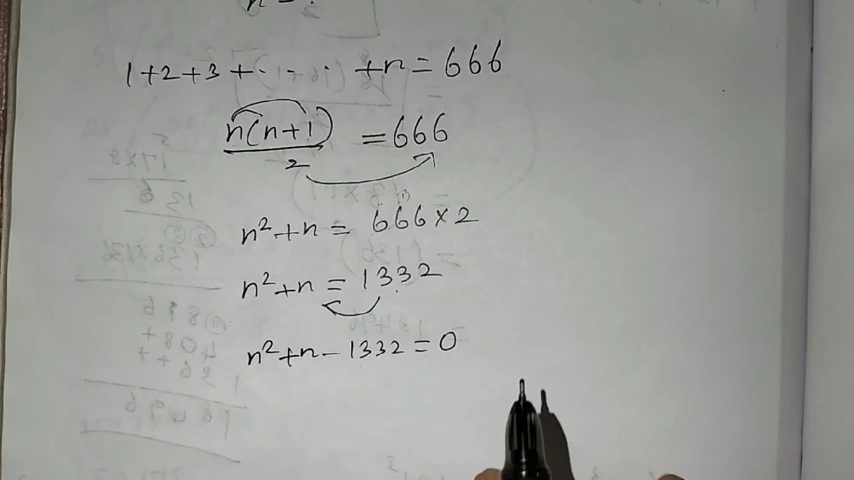 1+2+3+ . . . . +n=666
n(n+1)/2 =666
n²+n = 666×2
n²+n = 1332
n²+n - 1332 = 0